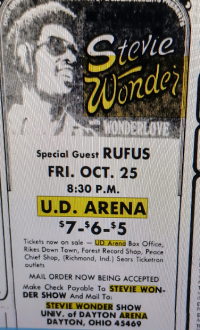 Stevie
Wonder
WONDERLOVE
Special Guest RUFUS
FRI. OCT. 25
8:30 P.M.
U.D. ARENA
$7-$6-$5
Tickets now on sale — UD Arena Box Office,
Rikes Down Town, Forest Record Shop, Peace
Chief Shop, (Richmond, Ind.) Sears Ticketron
outlets
MAIL ORDER NOW BEING ACCEPTED
Make Check Payable To STEVIE WON-
DER SHOW And Mail To:
STEVIE WONDER SHOW
UNIV. OF DAYTON ARENA
DAYTON, OHIO 45469